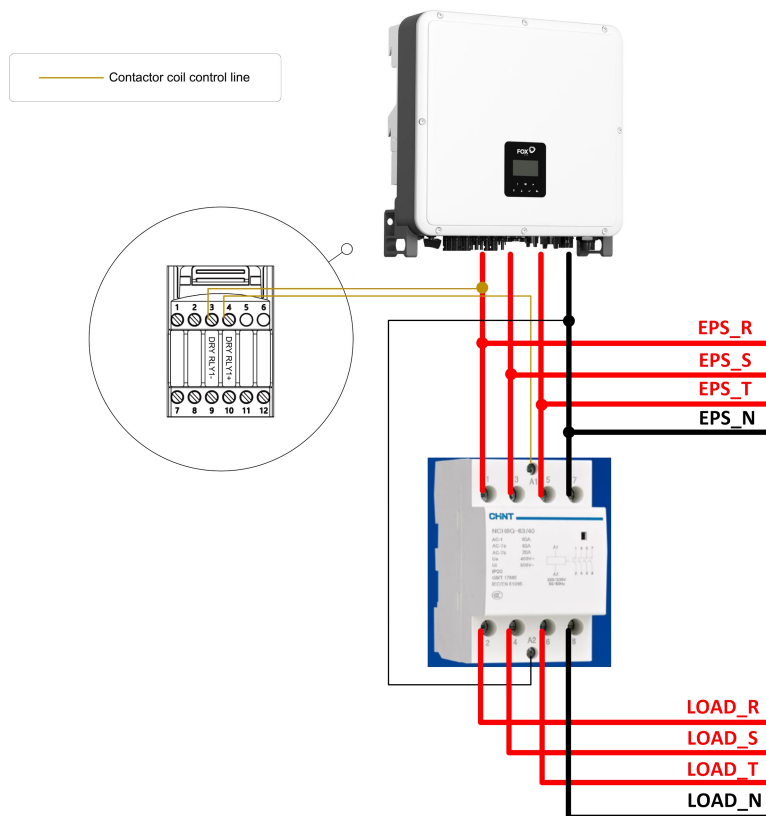 Contactor coil control line
FOX
1 2 3 4 5 6
DRY RLY1-
DRY RLY1+
7 8 9 10 11 12
EPS_R
EPS_S
EPS_T
EPS_N
1 3 A1 5 7
CHNT
2 4 A2 6 8
LOAD_R
LOAD_S
LOAD_T
LOAD_N